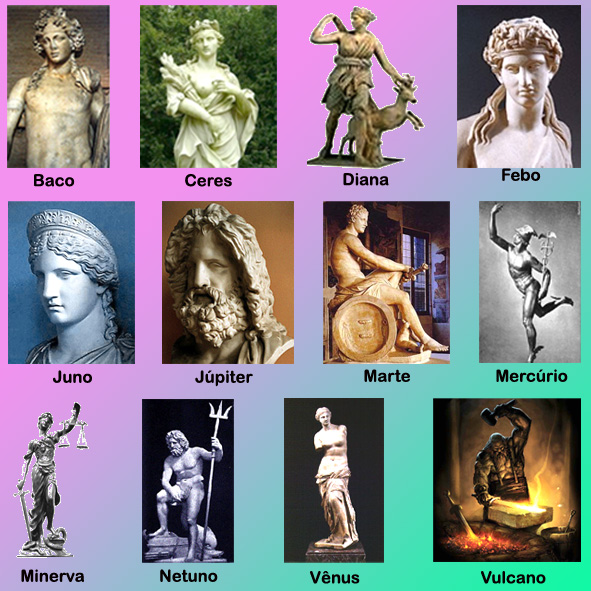 Baco
Ceres
Diana
Febo
Juno
Júpiter
Marte
Mercúrio
Minerva
Netuno
Vênus
Vulcano